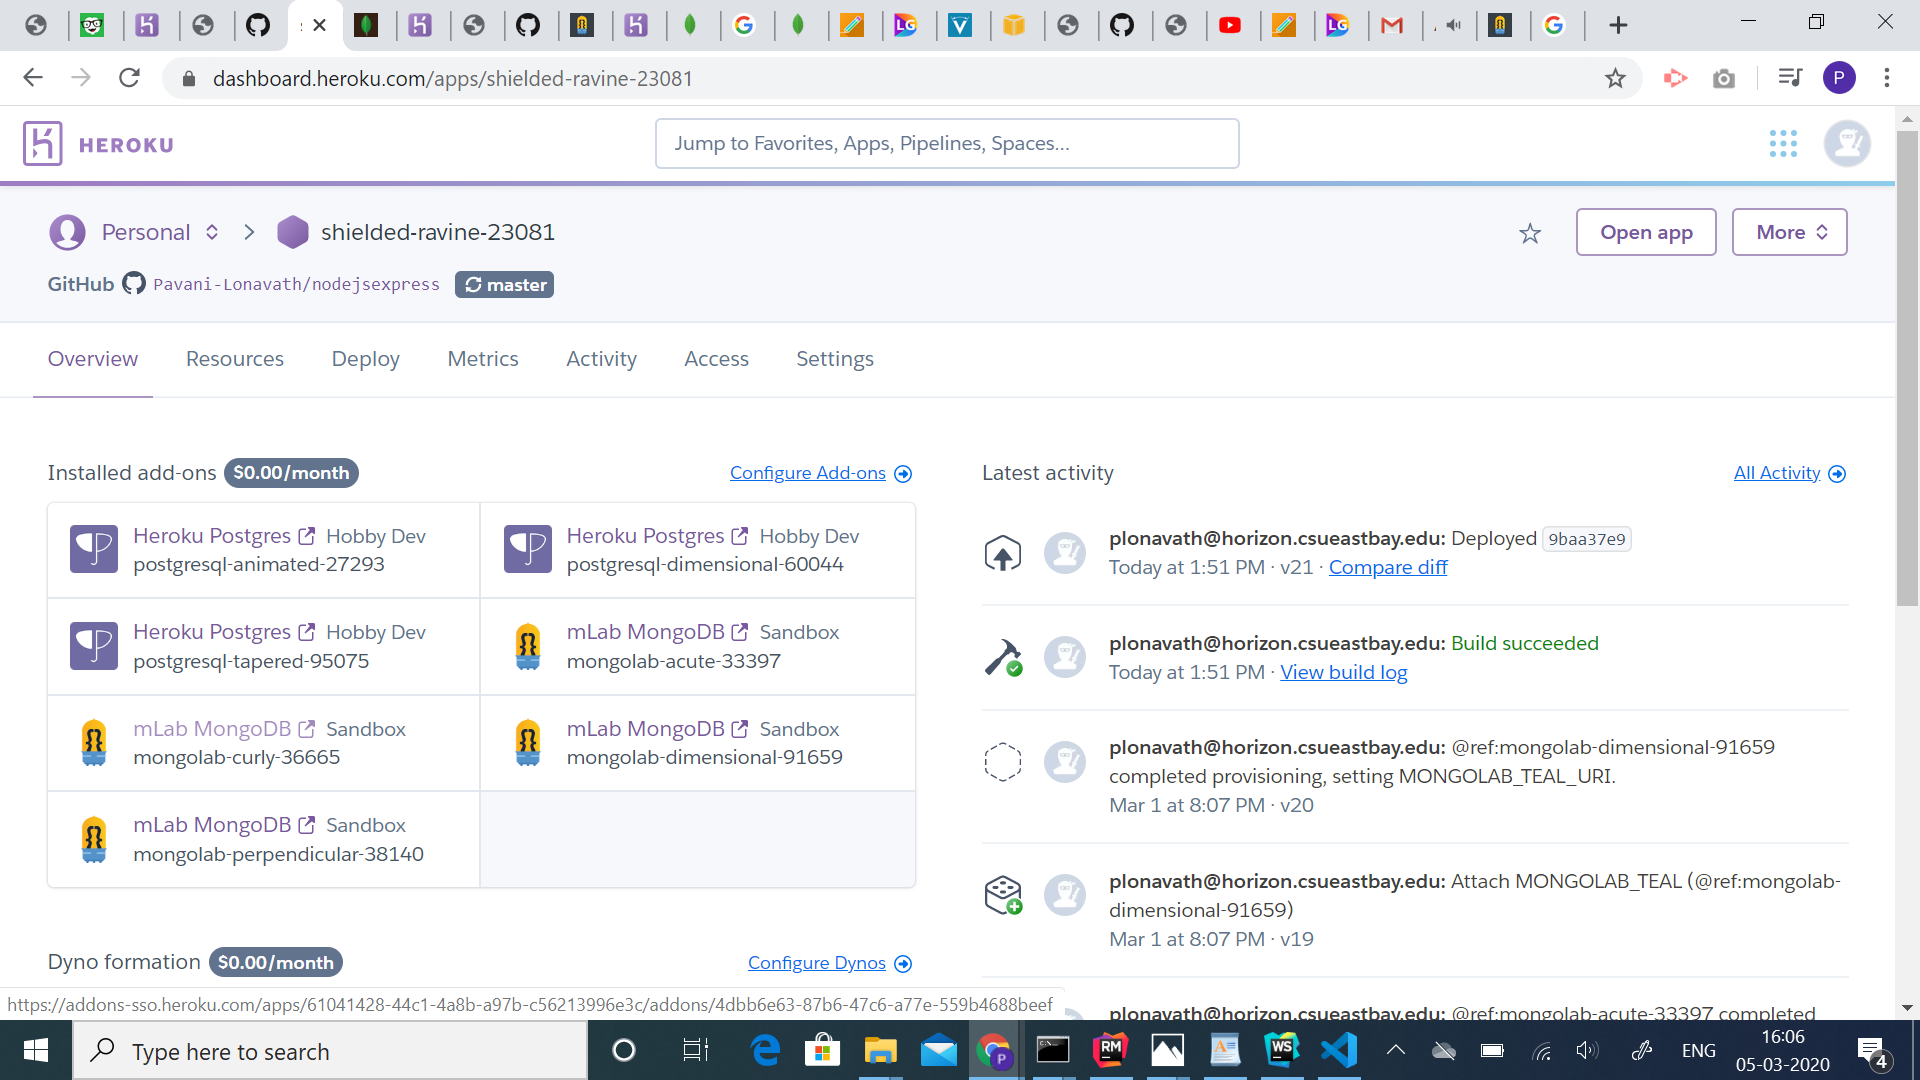 dashboard.heroku.com/apps/shielded-ravine-23081
P
HEROKU
Jump to Favorites, Apps, Pipelines, Spaces...
Personal
shielded-ravine-23081
Open app
More
GitHub Pavani-Lonavath/nodejsexpress master
Overview
Resources
Deploy
Metrics
Activity
Access
Settings
Installed add-ons $0.00/month
Configure Add-ons
Heroku Postgres Hobby Dev
postgresql-animated-27293
Heroku Postgres Hobby Dev
postgresql-dimensional-60044
Heroku Postgres Hobby Dev
postgresql-tapered-95075
mLab MongoDB Sandbox
mongolab-acute-33397
mLab MongoDB Sandbox
mongolab-curly-36665
mLab MongoDB Sandbox
mongolab-dimensional-91659
mLab MongoDB Sandbox
mongolab-perpendicular-38140
Dyno formation $0.00/month
Configure Dynos
Latest activity
All Activity
plonavath@horizon.csueastbay.edu: Deployed 9baa37e9
Today at 1:51 PM · v21 · Compare diff
plonavath@horizon.csueastbay.edu: Build succeeded
Today at 1:51 PM · View build log
plonavath@horizon.csueastbay.edu: @ref:mongolab-dimensional-91659
completed provisioning, setting MONGOLAB_TEAL_URI.
Mar 1 at 8:07 PM · v20
plonavath@horizon.csueastbay.edu: Attach MONGOLAB_TEAL (@ref:mongolab-
dimensional-91659)
Mar 1 at 8:07 PM · v19
plonavath@horizon.csueastbay.edu: @ref:mongolab-acute-33397 completed
https://addons-sso.heroku.com/apps/61041428-44c1-4a8b-a97b-c56213996e3c/addons/4dbb6e63-87b6-47c6-a77e-559b4688beef
Type here to search
ENG
16:06
05-03-2020
4